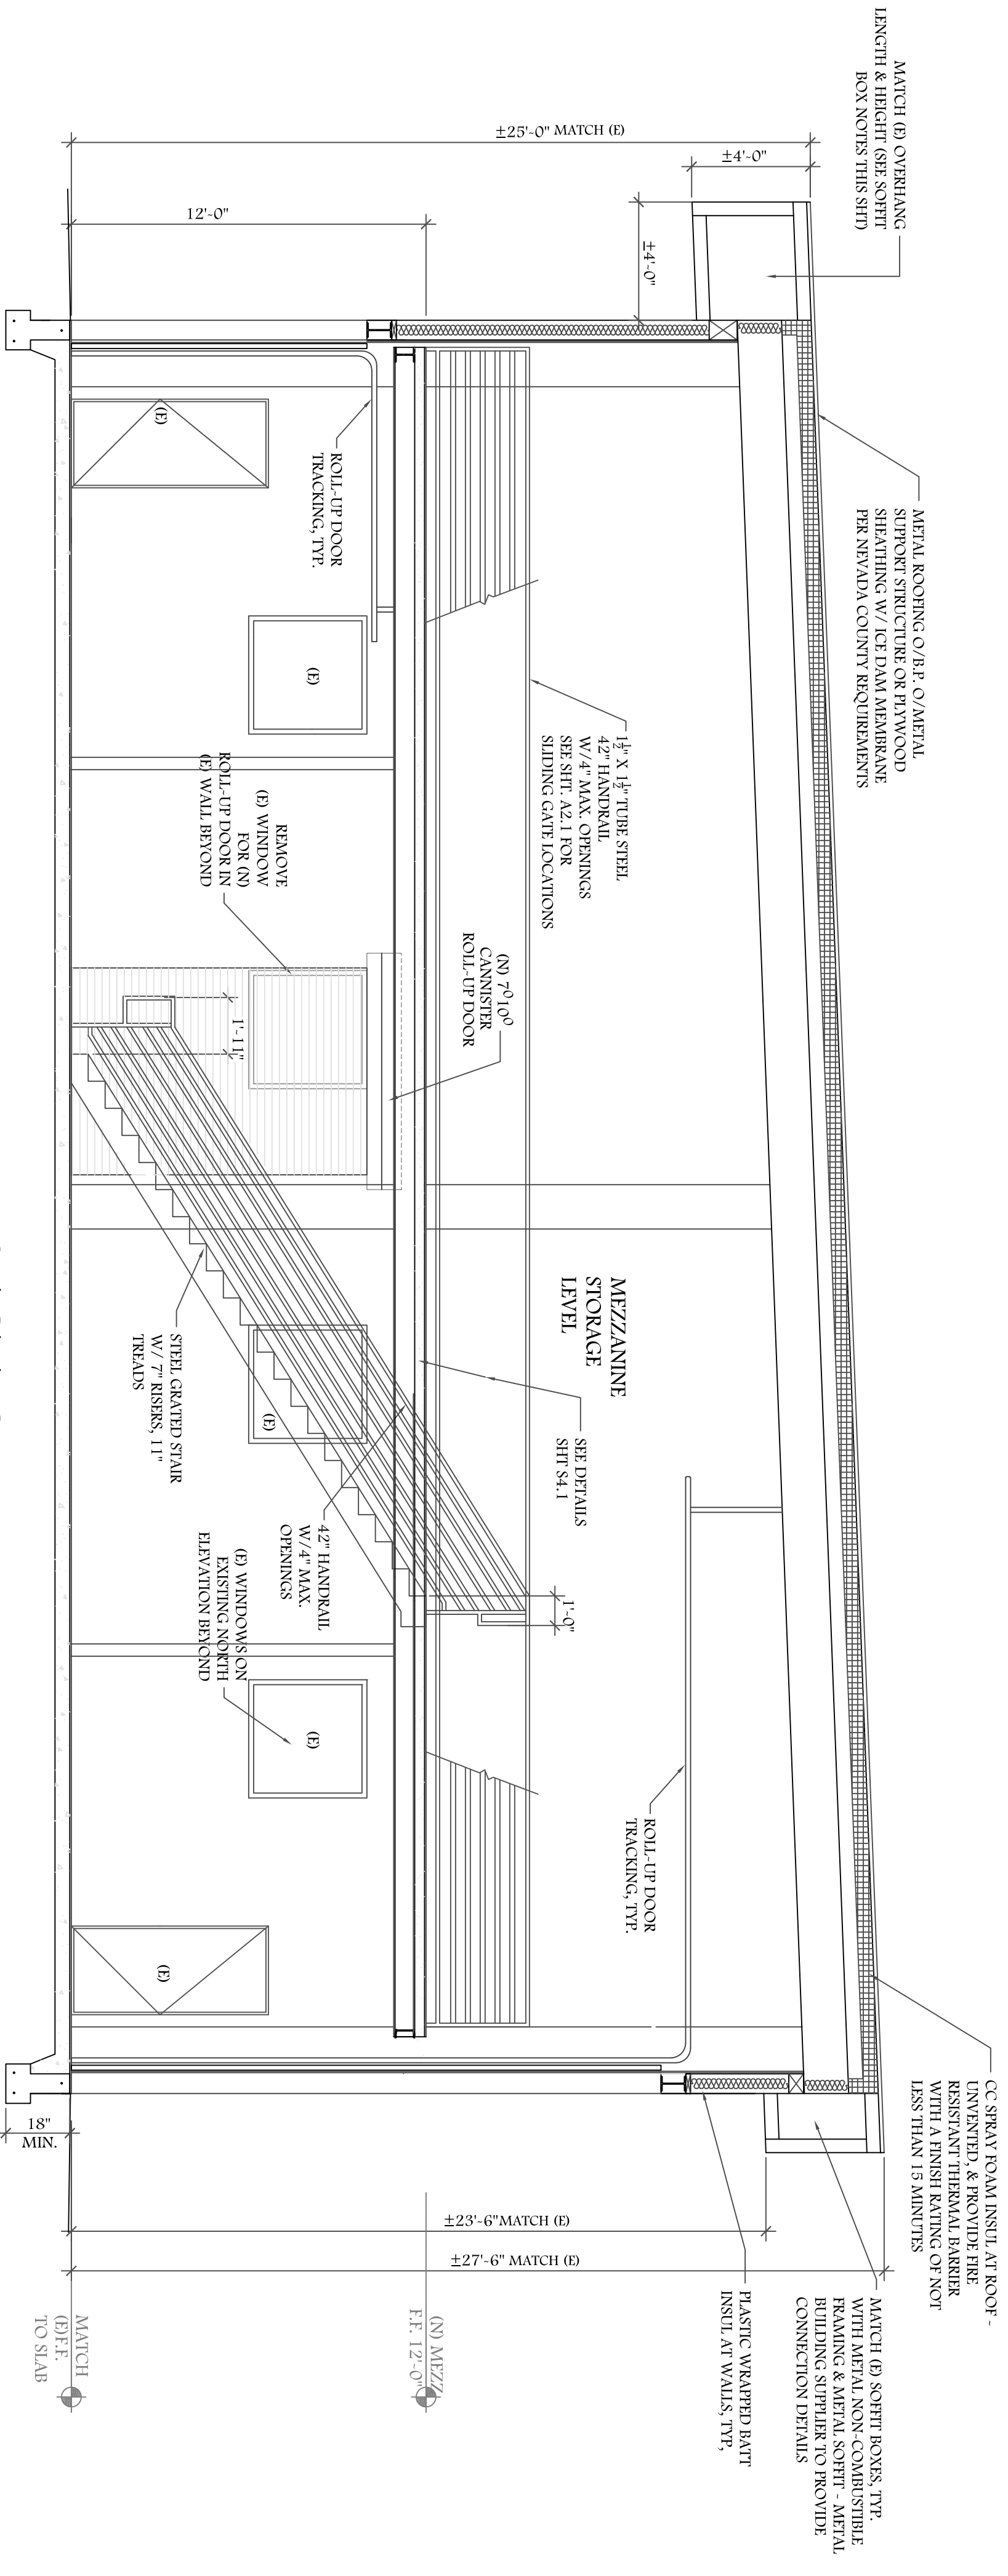 MATCH (E) OVERHANG
LENGTH & HEIGHT (SEE SOFFIT
BOX NOTES THIS SHT)
±25'-0" MATCH (E)
±4'-0"
12'-0"
±4'-0"
METAL ROOFING O/B.P. O/METAL
SUPPORT STRUCTURE OR PLYWOOD
SHEATHING W/ ICE DAM MEMBRANE
PER NEVADA COUNTY REQUIREMENTS
(E)
ROLL-UP DOOR
TRACKING, TYP.
(E)
1½" X 1½" TUBE STEEL
42" HANDRAIL
W/4" MAX. OPENINGS
SEE SHT. A2.1 FOR
SLIDING GATE LOCATIONS
REMOVE
(E) WINDOW
FOR (N)
ROLL-UP DOOR IN
(E) WALL BEYOND
(N) 7⁰10⁰
CANNISTER
ROLL-UP DOOR
1'-11"
MEZZANINE
STORAGE
LEVEL
SEE DETAILS
SHT S4.1
STEEL GRATED STAIR
W/ 7" RISERS, 11"
TREADS
(E)
42" HANDRAIL
W/4" MAX.
OPENINGS
1'-0"
(E) WINDOWS ON
EXISTING NORTH
ELEVATION BEYOND
(E)
ROLL-UP DOOR
TRACKING, TYP.
(E)
CC SPRAY FOAM INSUL AT ROOF -
UNVENTED, & PROVIDE FIRE
RESISTANT THERMAL BARRIER
WITH A FINISH RATING OF NOT
LESS THAN 15 MINUTES
18"
MIN.
±23'-6" MATCH (E)
±27'-6" MATCH (E)
MATCH (E) SOFFIT BOXES, TYP.
WITH METAL NON-COMBUSTIBLE
FRAMING & METAL SOFFIT - METAL
BUILDING SUPPLIER TO PROVIDE
CONNECTION DETAILS
PLASTIC WRAPPED BATT
INSUL AT WALLS, TYP,
(N) MEZZ
F.F. 12'-0"
MATCH
(E)F.F.
TO SLAB